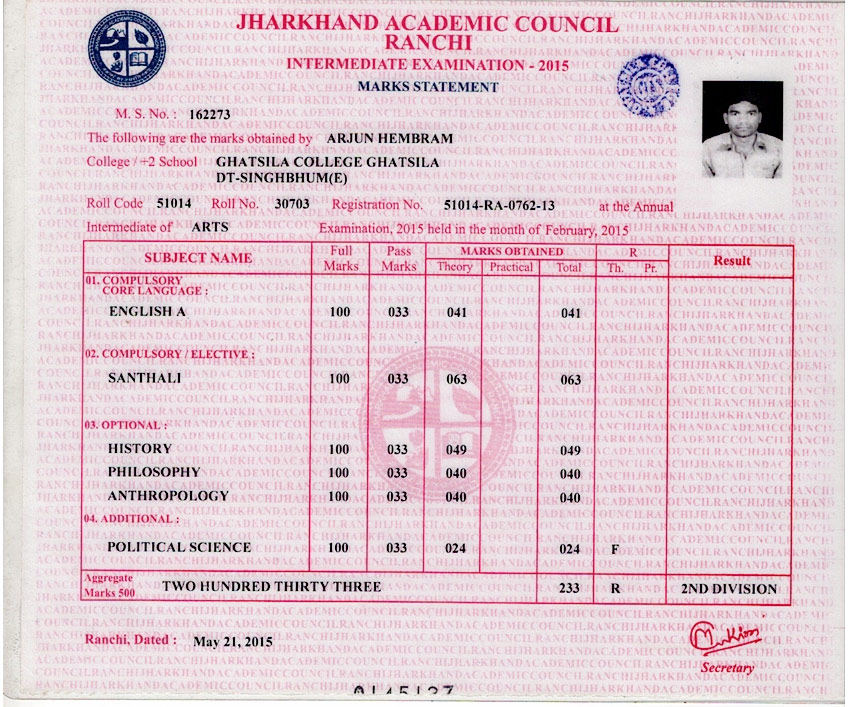 JHARKHAND ACADEMIC COUNCIL
RANCHI
INTERMEDIATE EXAMINATION - 2015
MARKS STATEMENT
M. S. No. : 162273
The following are the marks obtained by ARJUN HEMBRAM
College / +2 School GHATSILA COLLEGE GHATSILA
DT-SINGHBHUM(E)
Roll Code 51014 Roll No. 30703 Registration No. 51014-RA-0762-13 at the Annual
Intermediate of ARTS Examination, 2015 held in the month of February, 2015
SUBJECT NAME Full Marks Pass Marks MARKS OBTAINED R Result
Theory Practical Total Th. Pr.
01. COMPULSORY
CORE LANGUAGE :
ENGLISH A 100 033 041 041
02. COMPULSORY / ELECTIVE :
SANTHALI 100 033 063 063
03. OPTIONAL :
HISTORY 100 033 049 049
PHILOSOPHY 100 033 040 040
ANTHROPOLOGY 100 033 040 040
04. ADDITIONAL :
POLITICAL SCIENCE 100 033 024 024 F
Aggregate
Marks 500 TWO HUNDRED THIRTY THREE 233 R 2ND DIVISION
Ranchi, Dated : May 21, 2015
Secretary